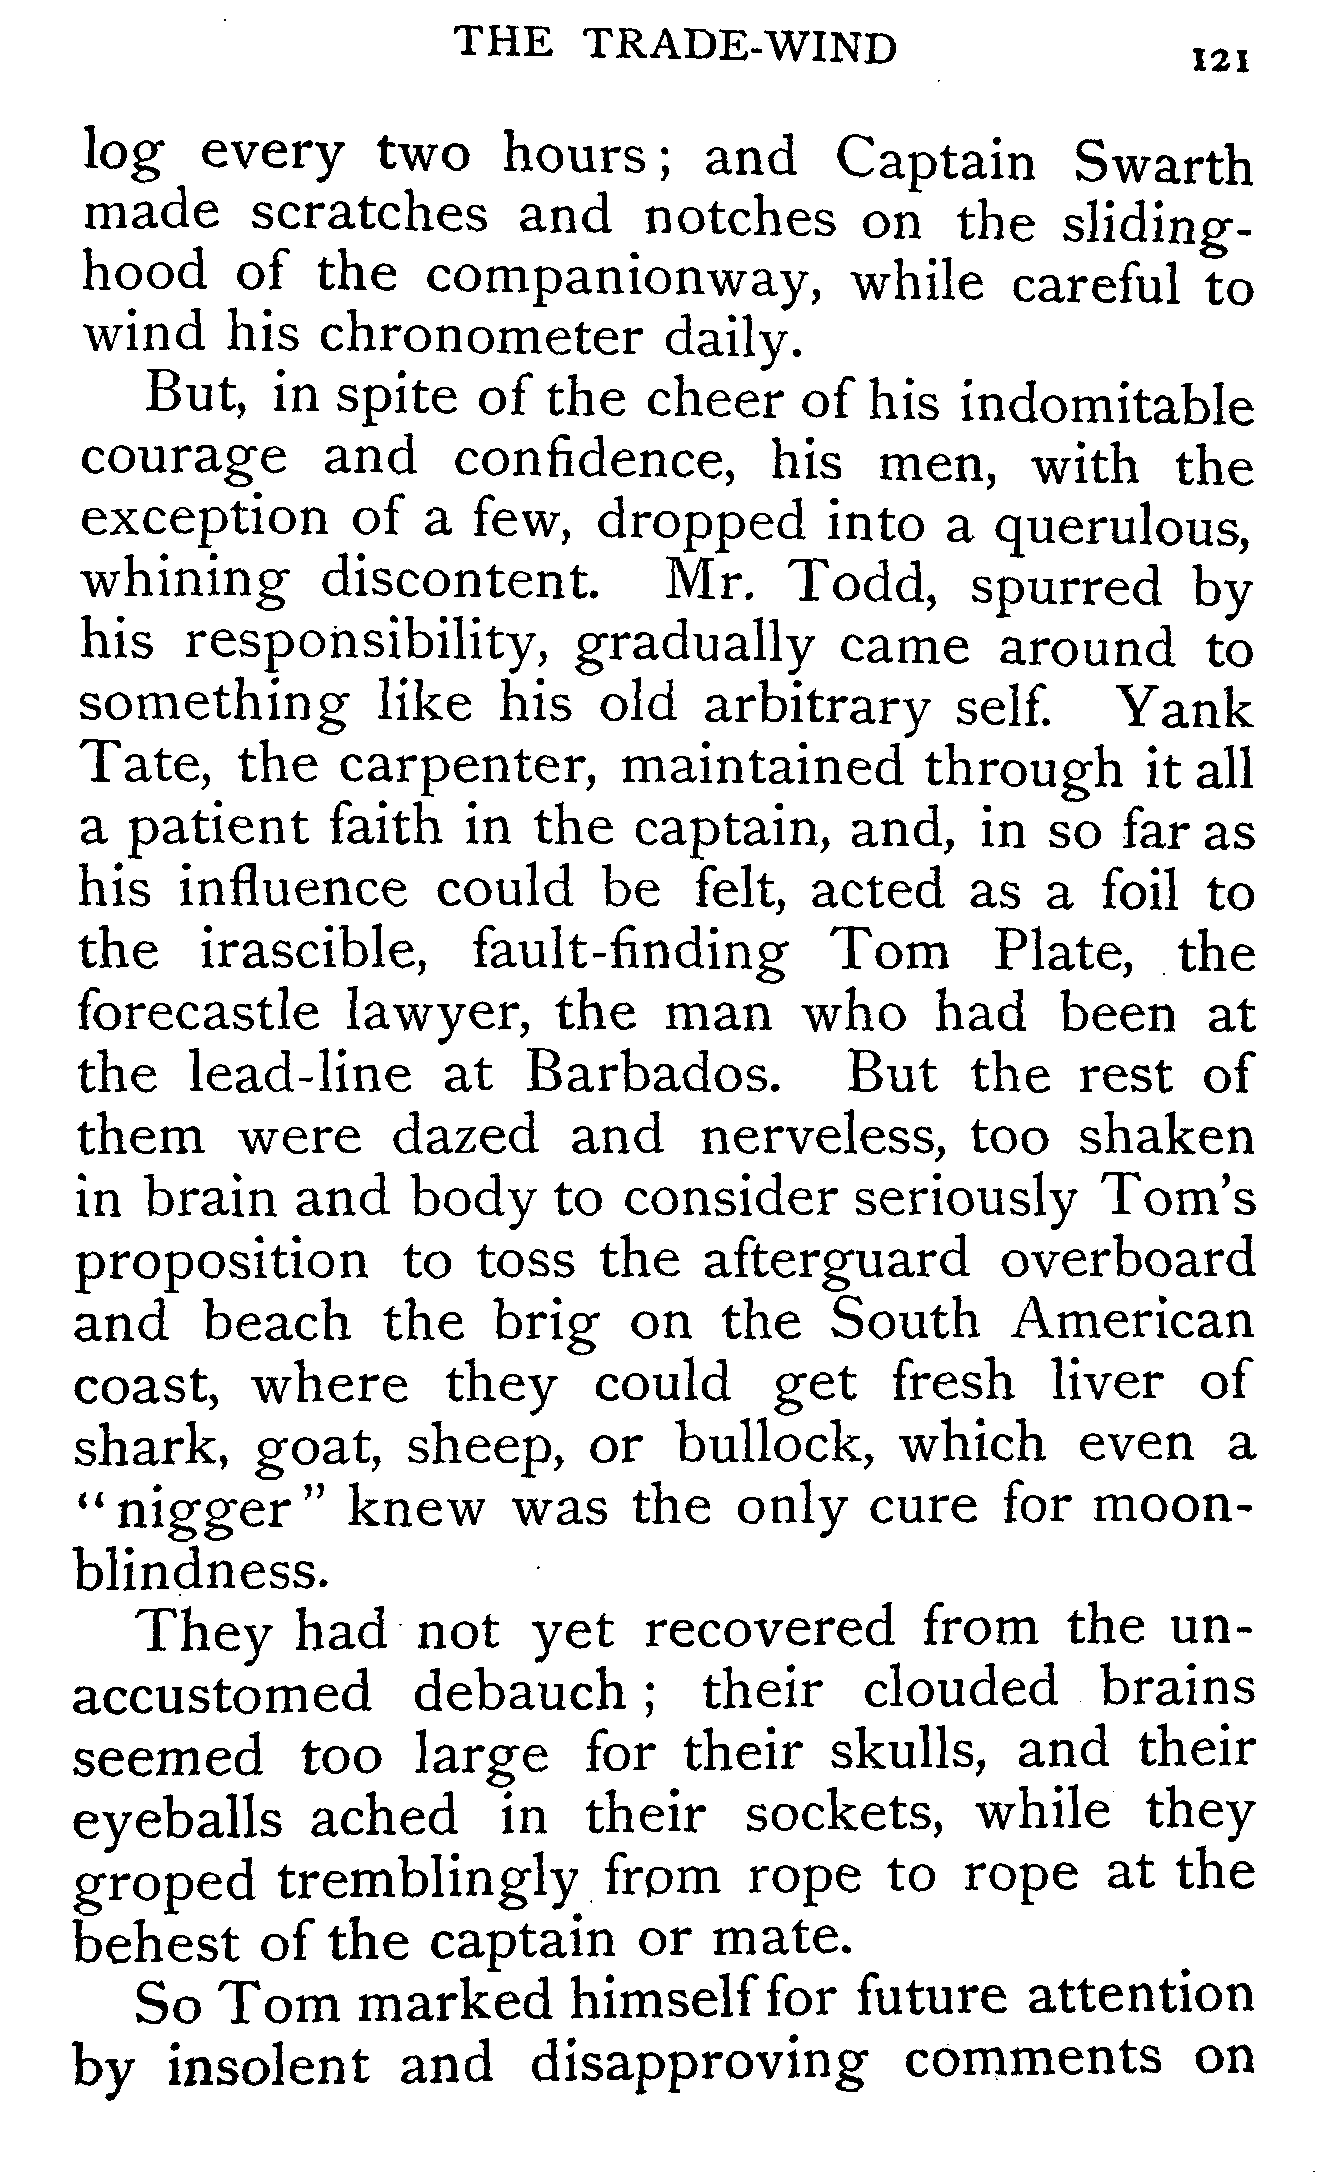 THE TRADE-WIND 121
log every two hours; and Captain Swarth
made scratches and notches on the sliding-
hood of the companionway, while careful to
wind his chronometer daily.
But, in spite of the cheer of his indomitable
courage and confidence, his men, with the
exception of a few, dropped into a querulous,
whining discontent. Mr. Todd, spurred by
his responsibility, gradually came around to
something like his old arbitrary self. Yank
Tate, the carpenter, maintained through it all
a patient faith in the captain, and, in so far as
his influence could be felt, acted as a foil to
the irascible, fault-finding Tom Plate, the
forecastle lawyer, the man who had been at
the lead-line at Barbados. But the rest of
them were dazed and nerveless, too shaken
in brain and body to consider seriously Tom's
proposition to toss the afterguard overboard
and beach the brig on the South American
coast, where they could get fresh liver of
shark, goat, sheep, or bullock, which even a
"nigger" knew was the only cure for moon-
blindness.
They had not yet recovered from the un-
accustomed debauch; their clouded brains
seemed too large for their skulls, and their
eyeballs ached in their sockets, while they
groped tremblingly from rope to rope at the
behest of the captain or mate.
So Tom marked himself for future attention
by insolent and disapproving comments on